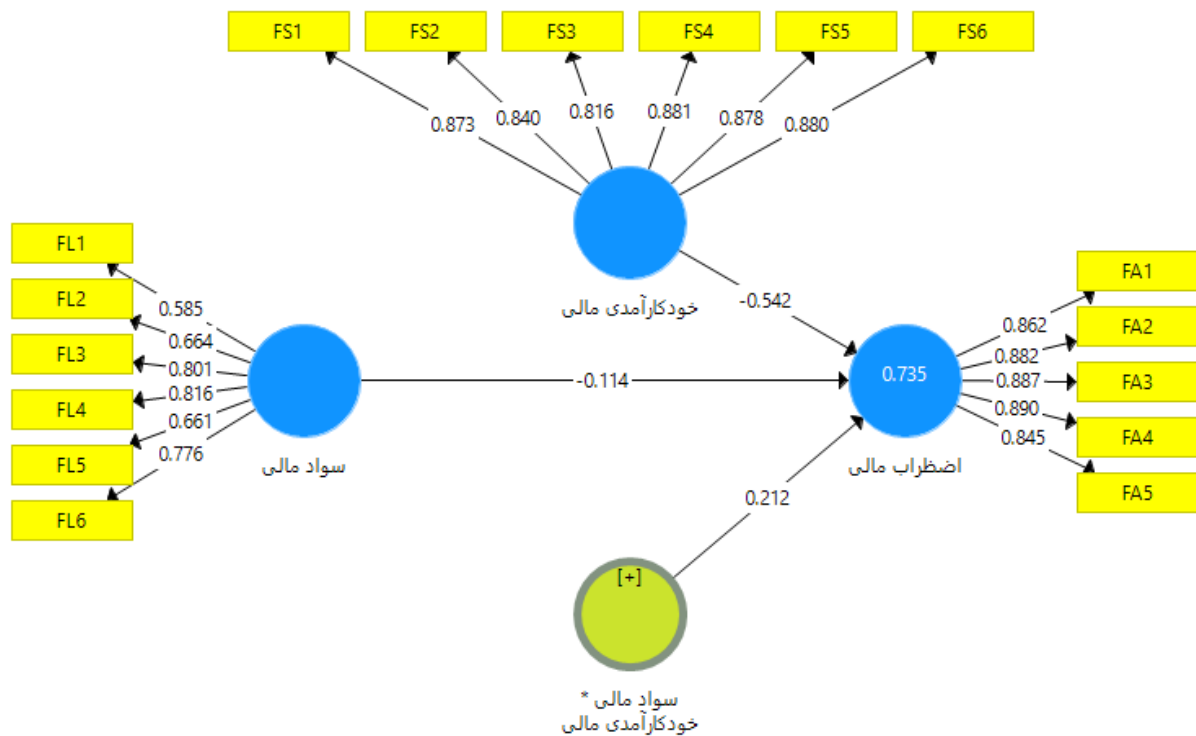 FS1 FS2 FS3 FS4 FS5 FS6
0.873 0.840 0.816 0.881 0.878 0.880
خودکارآمدی مالی
FL1
FL2
FL3
FL4
FL5
FL6
0.585
0.664
0.801
0.816
0.661
0.776
سواد مالی
-0.542
-0.114
0.212
0.735
اضظراب مالی
0.862
0.882
0.887
0.890
0.845
FA1
FA2
FA3
FA4
FA5
[+]
سواد مالی *
خودکارآمدی مالی